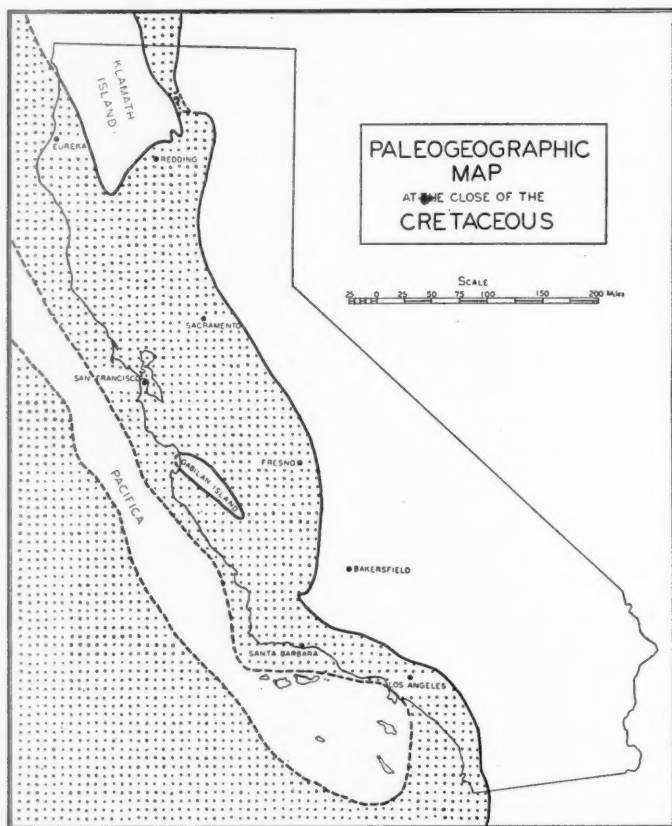 KLAMATH
ISLAND.
EUREKA
REDDING
PALEOGEOGRAPHIC
MAP
AT THE CLOSE OF THE
CRETACEOUS
SCALE
25 0 25 50 75 100 150 200 Miles
SACRAMENTO
SAN FRANCISCO
FRESNO
GABILAN ISLAND
PACIFICA
BAKERSFIELD
SANTA BARBARA
LOS ANGELES